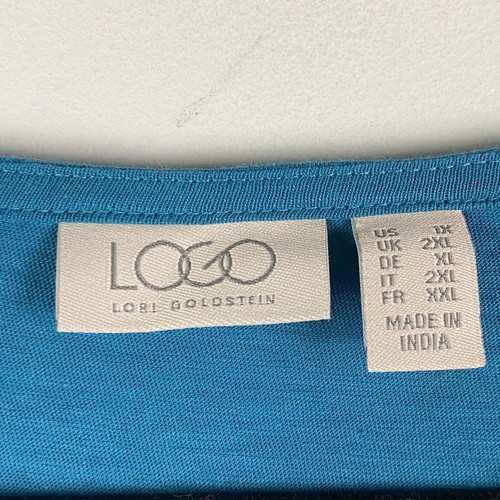 LOGO
LORI GOLDSTEIN
US 1X
UK 2XL
DE XL
IT 2XL
FR XXL
MADE IN
INDIA